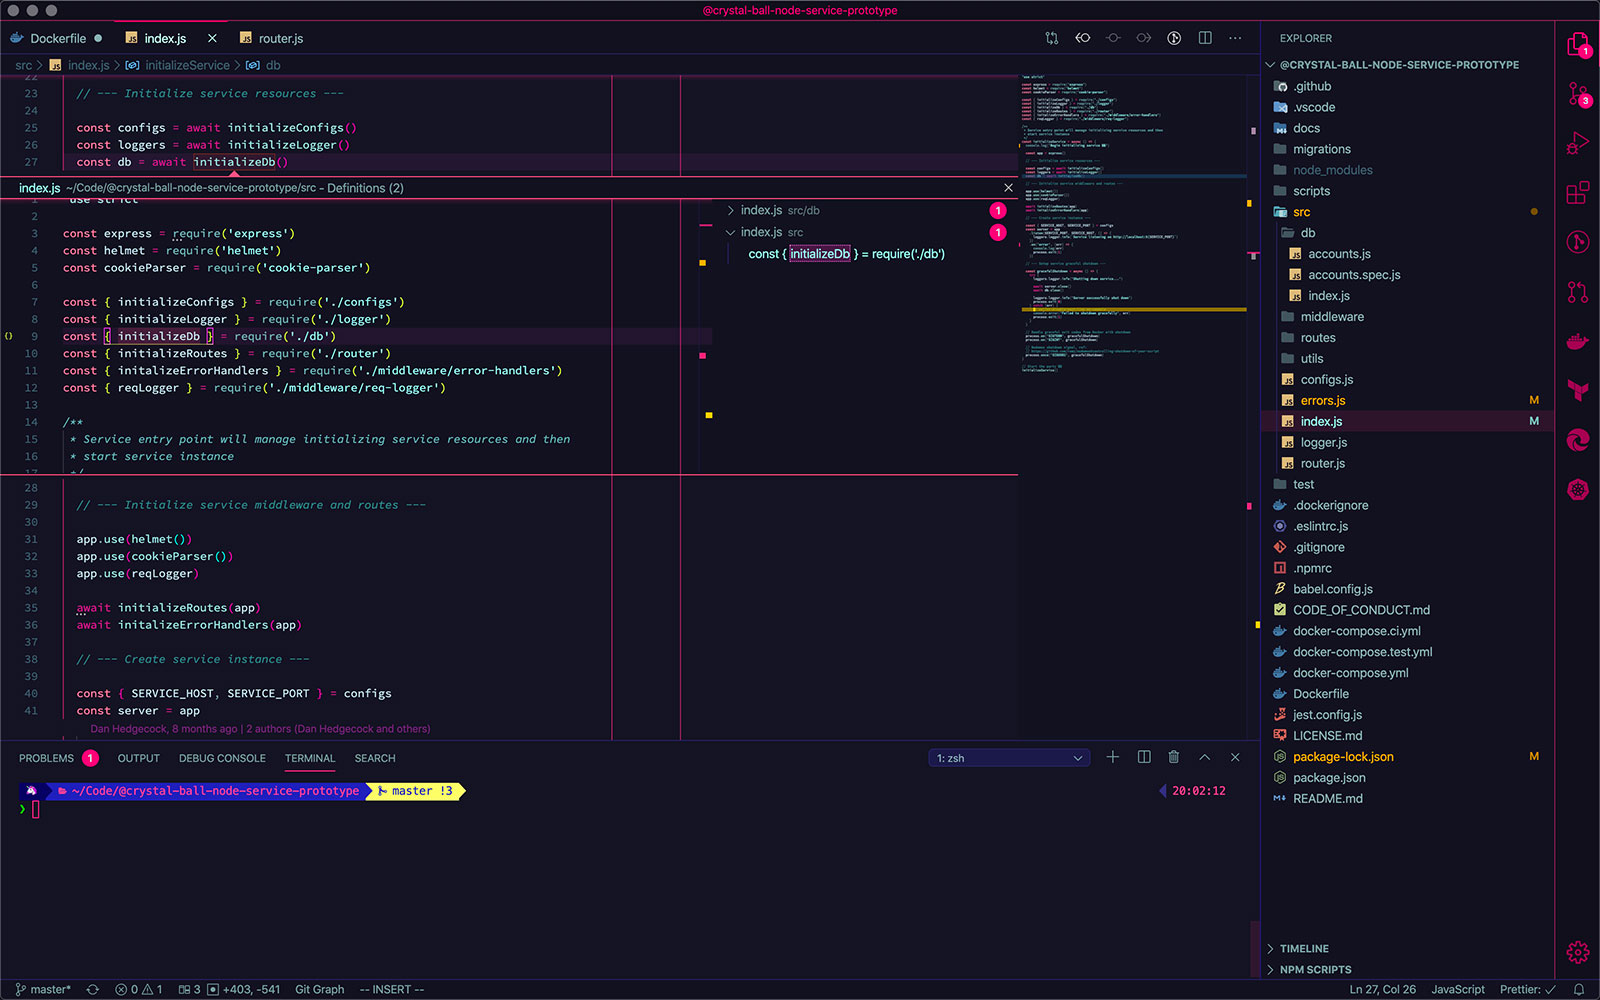 @crystal-ball-node-service-prototype
Dockerfile
index.js
router.js
src > index.js > initializeService > db
22
23 // --- Initialize service resources ---
24
25 const configs = await initializeConfigs()
26 const loggers = await initializeLogger()
27 const db = await initializeDb()
index.js ~/Code/@crystal-ball-node-service-prototype/src - Definitions (2)
1 'use strict'
2
3 const express = require('express')
4 const helmet = require('helmet')
5 const cookieParser = require('cookie-parser')
6
7 const { initializeConfigs } = require('./configs')
8 const { initializeLogger } = require('./logger')
9 const { initializeDb } = require('./db')
10 const { initializeRoutes } = require('./router')
11 const { initalizeErrorHandlers } = require('./middleware/error-handlers')
12 const { reqLogger } = require('./middleware/req-logger')
13
14 /**
15 * Service entry point will manage initializing service resources and then
16 * start service instance
17 */
index.js src/db 1
index.js src 1
const { initializeDb } = require('./db')
28
29 // --- Initialize service middleware and routes ---
30
31 app.use(helmet())
32 app.use(cookieParser())
33 app.use(reqLogger)
34
35 await initializeRoutes(app)
36 await initalizeErrorHandlers(app)
37
38 // --- Create service instance ---
39
40 const { SERVICE_HOST, SERVICE_PORT } = configs
41 const server = app
Dan Hedgecock, 8 months ago | 2 authors (Dan Hedgecock and others)
PROBLEMS 1 OUTPUT DEBUG CONSOLE TERMINAL SEARCH
1: zsh
~/Code/@crystal-ball-node-service-prototype master !3
20:02:12
❯
EXPLORER
@CRYSTAL-BALL-NODE-SERVICE-PROTOTYPE
.github
.vscode
docs
migrations
node_modules
scripts
src
db
accounts.js
accounts.spec.js
index.js
middleware
routes
utils
configs.js
errors.js M
index.js M
logger.js
router.js
test
.dockerignore
.eslintrc.js
.gitignore
.npmrc
babel.config.js
CODE_OF_CONDUCT.md
docker-compose.ci.yml
docker-compose.test.yml
docker-compose.yml
Dockerfile
jest.config.js
LICENSE.md
package-lock.json M
package.json
README.md
TIMELINE
NPM SCRIPTS
1
3
master* 0 1 3 +403, -541 Git Graph -- INSERT --
Ln 27, Col 26 JavaScript Prettier: ✓